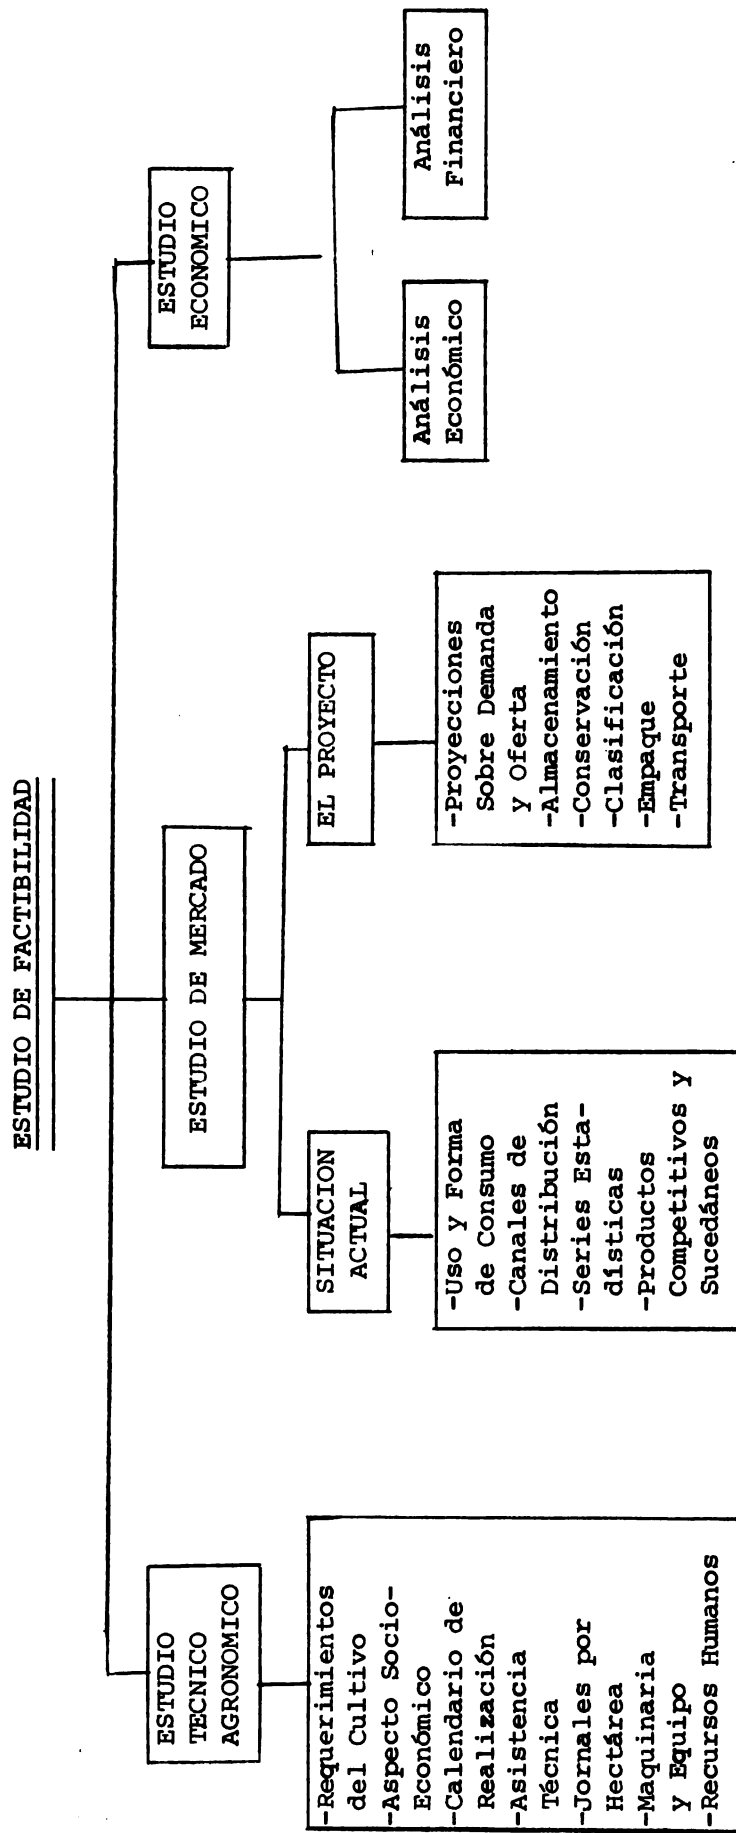 ESTUDIO DE FACTIBILIDAD
ESTUDIO
TECNICO
AGRONOMICO
-Requerimientos
del Cultivo
-Aspecto Socio-
Económico
-Calendario de
Realización
-Asistencia
Técnica
-Jornales por
Hectárea
-Maquinaria
y Equipo
-Recursos Humanos
ESTUDIO DE MERCADO
SITUACION
ACTUAL
-Uso y Forma
de Consumo
-Canales de
Distribución
-Series Esta-
dísticas
-Productos
Competitivos y
Sucedáneos
EL PROYECTO
-Proyecciones
Sobre Demanda
y Oferta
-Almacenamiento
-Conservación
-Clasificación
-Empaque
-Transporte
ESTUDIO
ECONOMICO
Análisis
Económico
Análisis
Financiero